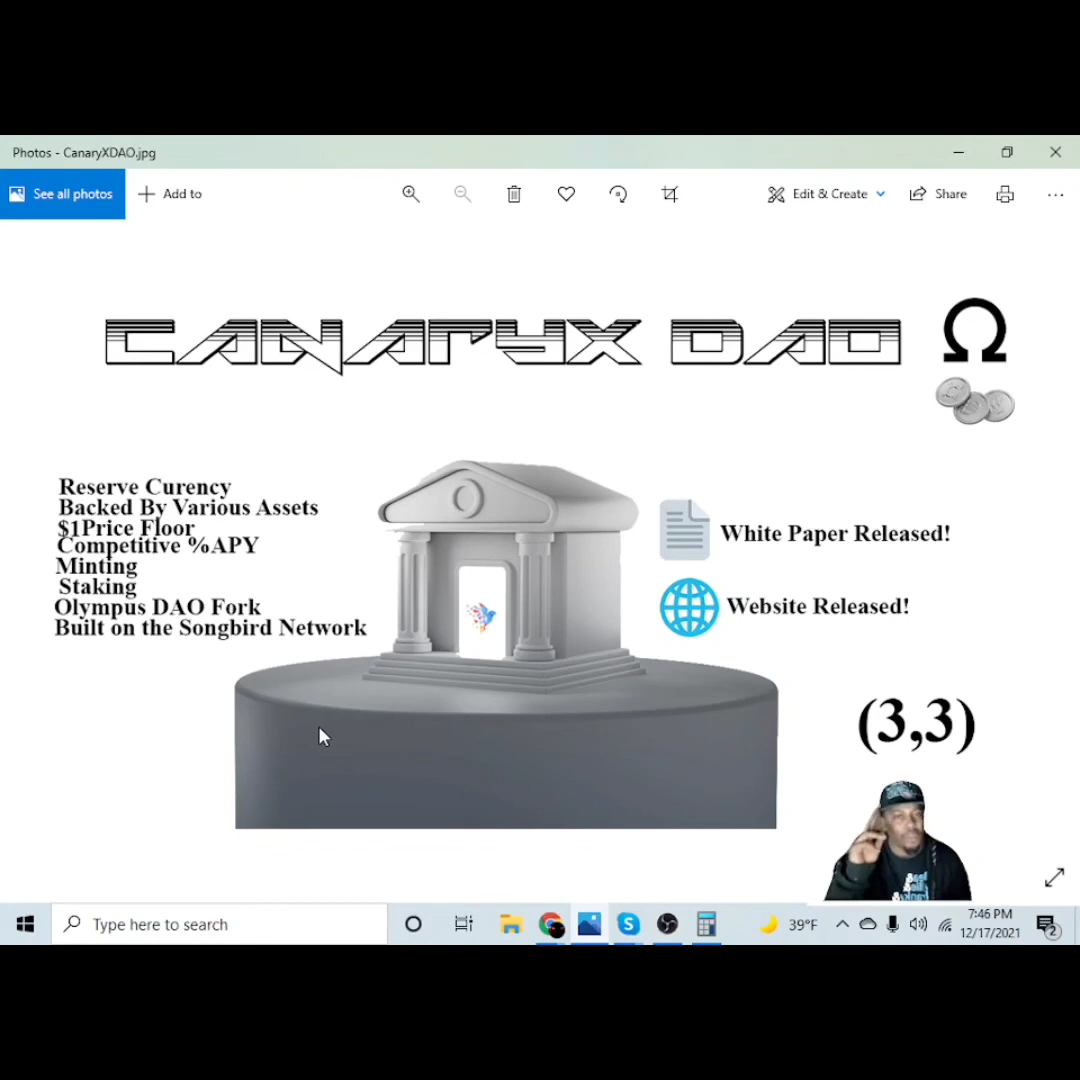 Photos - CanaryXDAO.jpg
See all photos
Add to
Edit & Create
Share
CANAryX DAO
Ω
Reserve Curency
Backed By Various Assets
$1Price Floor
Competitive %APY
Minting
Staking
Olympus DAO Fork
Built on the Songbird Network
White Paper Released!
Website Released!
(3,3)
Type here to search
39°F
7:46 PM
12/17/2021
2